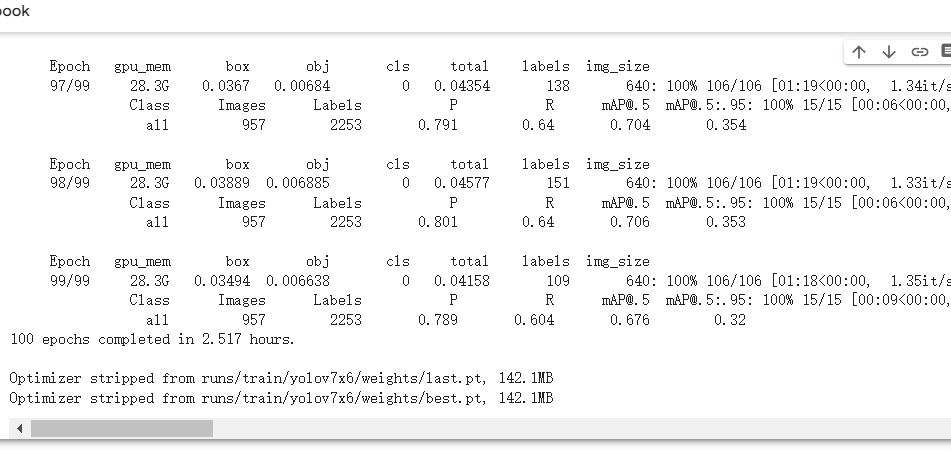 ook
Epoch gpu_mem box obj cls total labels img_size
97/99 28.3G 0.0367 0.00684 0 0.04354 138 640: 100% 106/106 [01:19<00:00, 1.34it/s
Class Images Labels P R mAP@.5 mAP@.5:.95: 100% 15/15 [00:06<00:00,
all 957 2253 0.791 0.64 0.704 0.354
Epoch gpu_mem box obj cls total labels img_size
98/99 28.3G 0.03889 0.006885 0 0.04577 151 640: 100% 106/106 [01:19<00:00, 1.33it/s
Class Images Labels P R mAP@.5 mAP@.5:.95: 100% 15/15 [00:06<00:00,
all 957 2253 0.801 0.64 0.706 0.353
Epoch gpu_mem box obj cls total labels img_size
99/99 28.3G 0.03494 0.006638 0 0.04158 109 640: 100% 106/106 [01:18<00:00, 1.35it/s
Class Images Labels P R mAP@.5 mAP@.5:.95: 100% 15/15 [00:09<00:00,
all 957 2253 0.789 0.604 0.676 0.32
100 epochs completed in 2.517 hours.
Optimizer stripped from runs/train/yolov7x6/weights/last.pt, 142.1MB
Optimizer stripped from runs/train/yolov7x6/weights/best.pt, 142.1MB